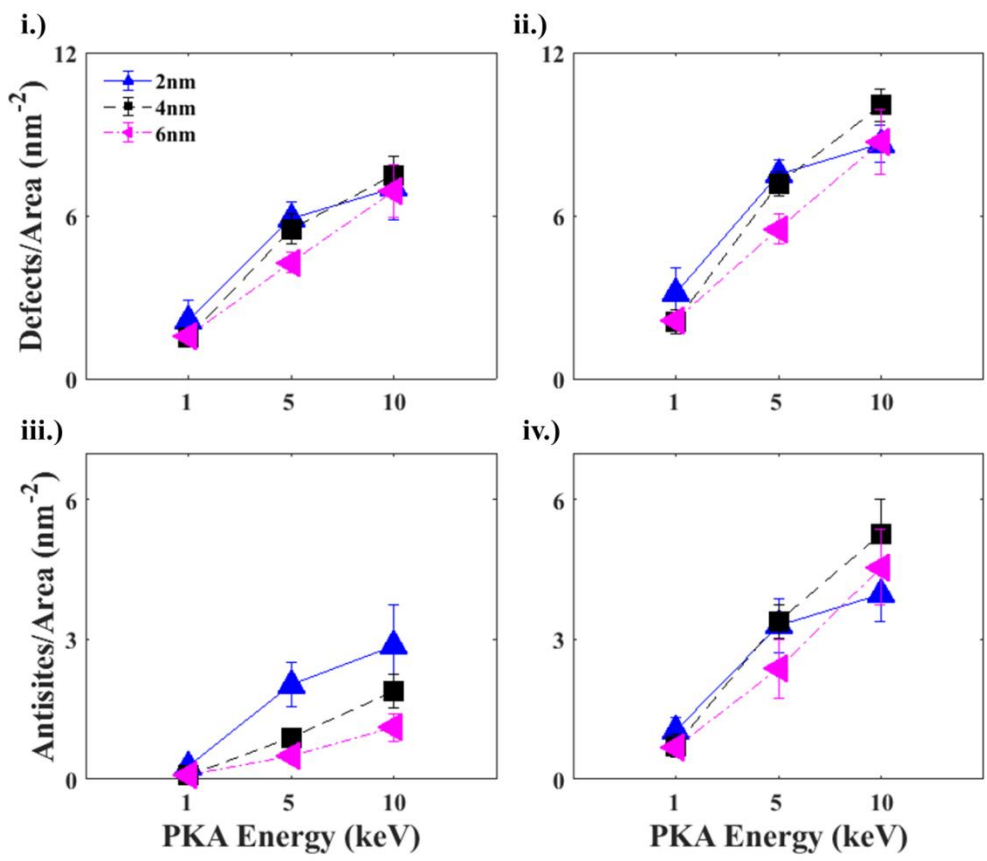 i.)
Defects/Area (nm⁻²)
12
6
0
2nm
4nm
6nm
1 5 10
ii.)
12
6
0
1 5 10
iii.)
Antisites/Area (nm⁻²)
6
3
0
1 5 10
PKA Energy (keV)
iv.)
6
3
0
1 5 10
PKA Energy (keV)